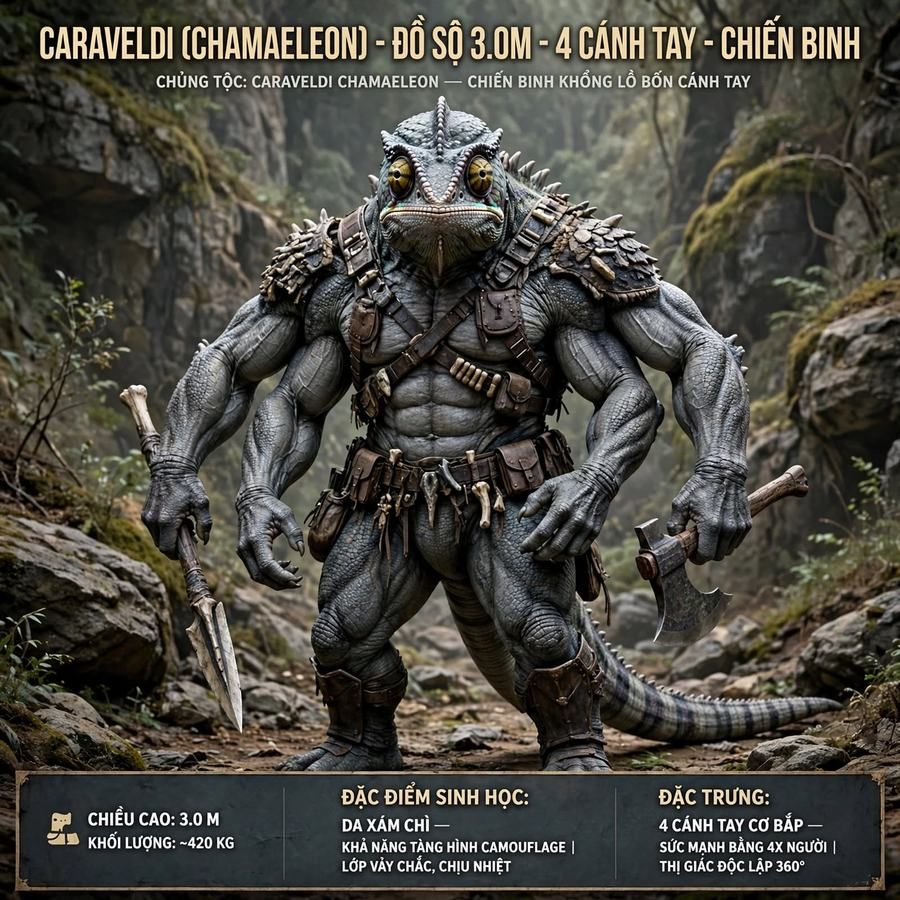 CARAVELDI (CHAMAELEON) - ĐỒ SỘ 3.0M - 4 CÁNH TAY - CHIẾN BINH
CHỦNG TỘC: CARAVELDI CHAMAELEON — CHIẾN BINH KHỔNG LỒ BỐN CÁNH TAY
CHIỀU CAO: 3.0 M
KHỐI LƯỢNG: ~420 KG
ĐẶC ĐIỂM SINH HỌC:
DA XÁM CHÌ —
KHẢ NĂNG TÀNG HÌNH CAMOUFLAGE |
LỚP VẢY CHẮC, CHỊU NHIỆT
ĐẶC TRƯNG:
4 CÁNH TAY CƠ BẮP —
SỨC MẠNH BẰNG 4X NGƯỜI |
THỊ GIÁC ĐỘC LẬP 360°